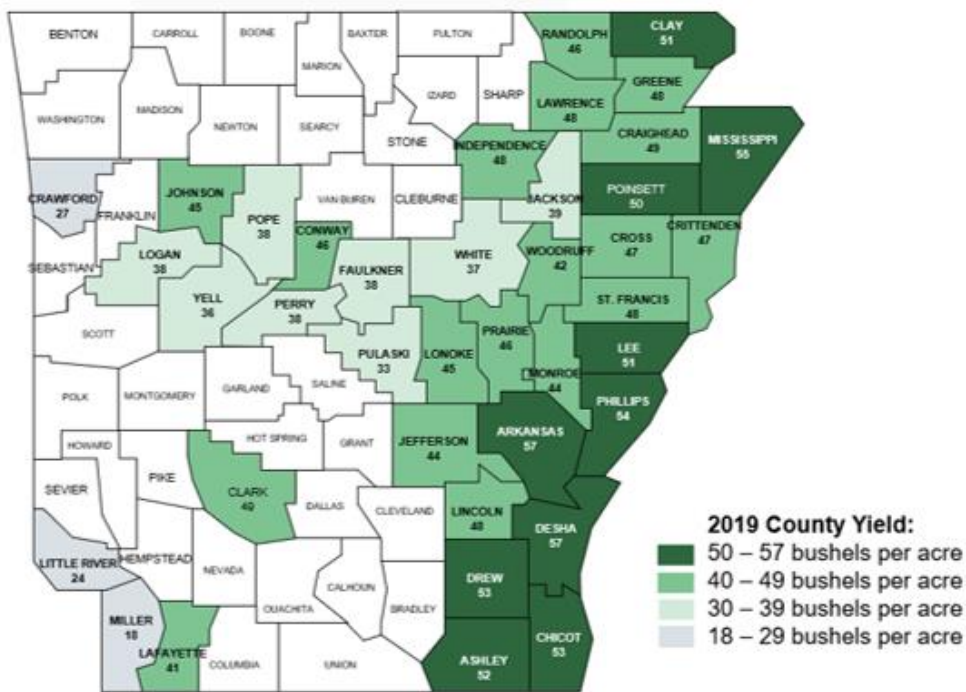 BENTON
CARROLL
BOONE
BAXTER
FULTON
RANDOLPH
46
CLAY
51
MARION
IZARD
SHARP
GREENE
48
LAWRENCE
48
WASHINGTON
MADISON
NEWTON
SEARCY
STONE
INDEPENDENCE
48
CRAIGHEAD
49
MISSISSIPPI
55
CRAWFORD
27
FRANKLIN
JOHNSON
45
POPE
38
VAN BUREN
CLEBURNE
JACKSON
39
POINSETT
50
CONWAY
46
LOGAN
38
SEBASTIAN
FAULKNER
38
WHITE
37
WOODRUFF
42
CROSS
47
CRITTENDEN
47
YELL
36
PERRY
38
ST. FRANCIS
48
SCOTT
PULASKI
33
LONOKE
45
PRAIRIE
46
MONROE
44
LEE
51
POLK
MONTGOMERY
GARLAND
SALINE
PHILLIPS
54
HOWARD
HOT SPRING
GRANT
JEFFERSON
44
ARKANSAS
57
SEVIER
PIKE
CLARK
DALLAS
CLEVELAND
LINCOLN
48
DESHA
57
LITTLE RIVER
24
HEMPSTEAD
NEVADA
OUACHITA
CALHOUN
DREW
53
BRADLEY
MILLER
18
LAFAYETTE
41
COLUMBIA
UNION
ASHLEY
52
CHICOT
53
2019 County Yield:
50 – 57 bushels per acre
40 – 49 bushels per acre
30 – 39 bushels per acre
18 – 29 bushels per acre